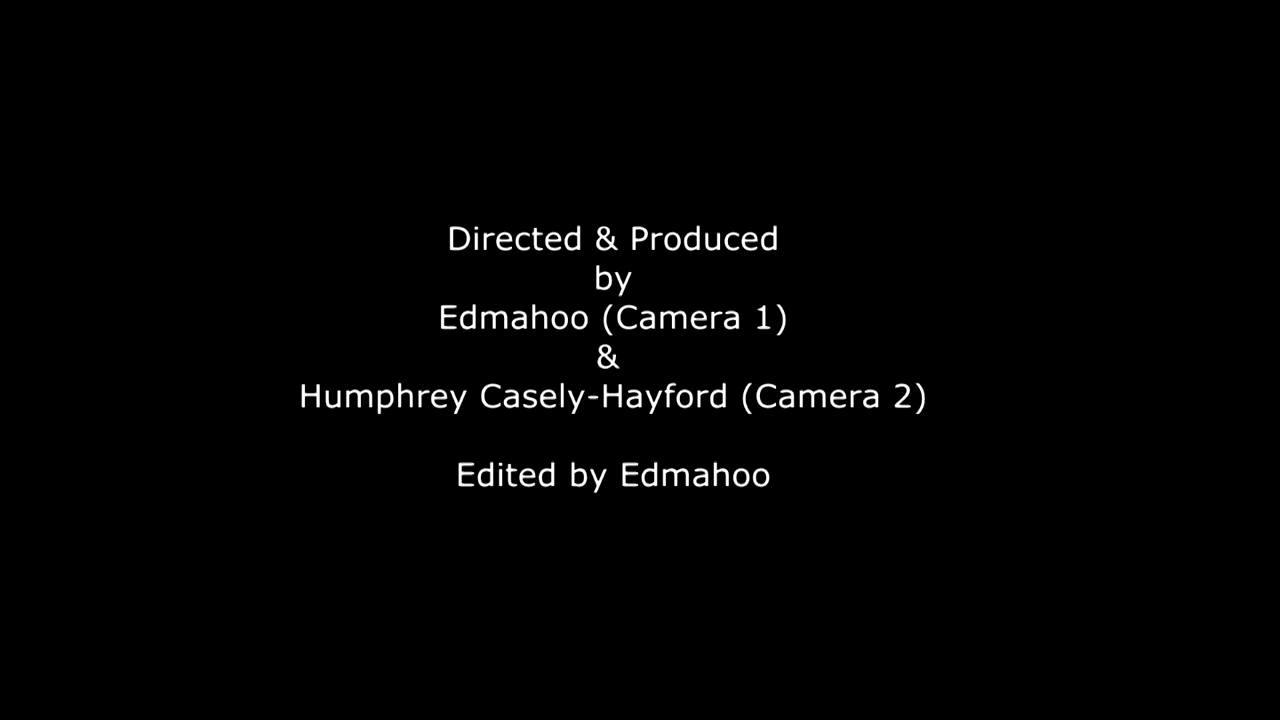 Directed & Produced
by
Edmahoo (Camera 1)
&
Humphrey Casely-Hayford (Camera 2)
Edited by Edmahoo